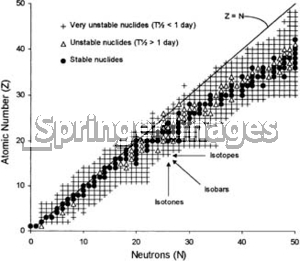 50
+ Very unstable nuclides (T½ < 1 day)
△ Unstable nuclides (T½ > 1 day)
● Stable nuclides
Z = N
40
30
20
10
0
Atomic Number (Z)
Springer Images
Isotopes
Isobars
Isotones
0 10 20 30 40 50
Neutrons (N)